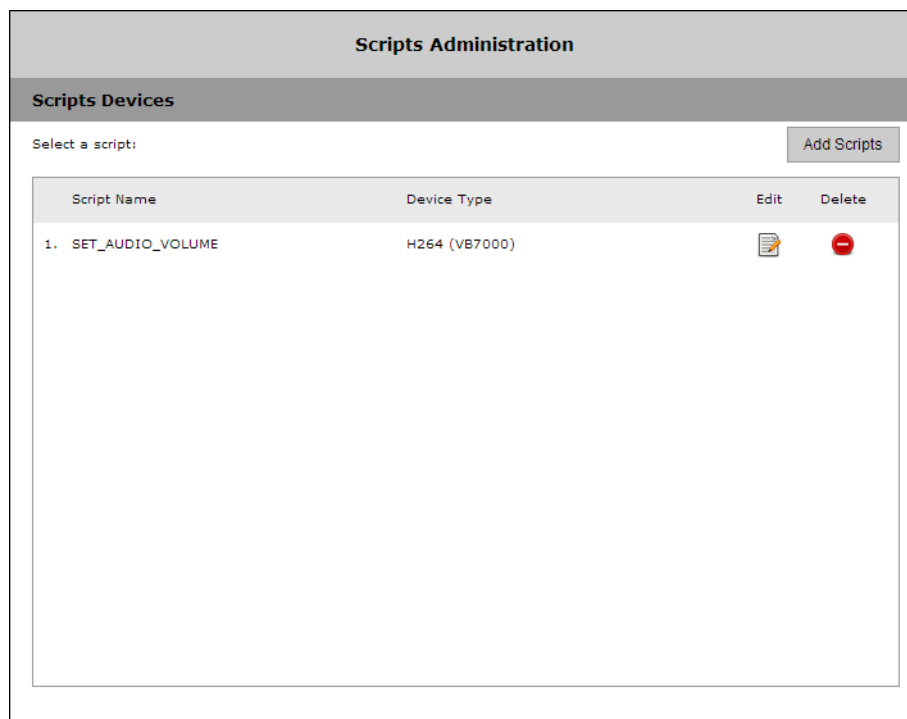 Scripts Administration
Scripts Devices
Select a script: Add Scripts
Script Name Device Type Edit Delete
1. SET_AUDIO_VOLUME H264 (VB7000)